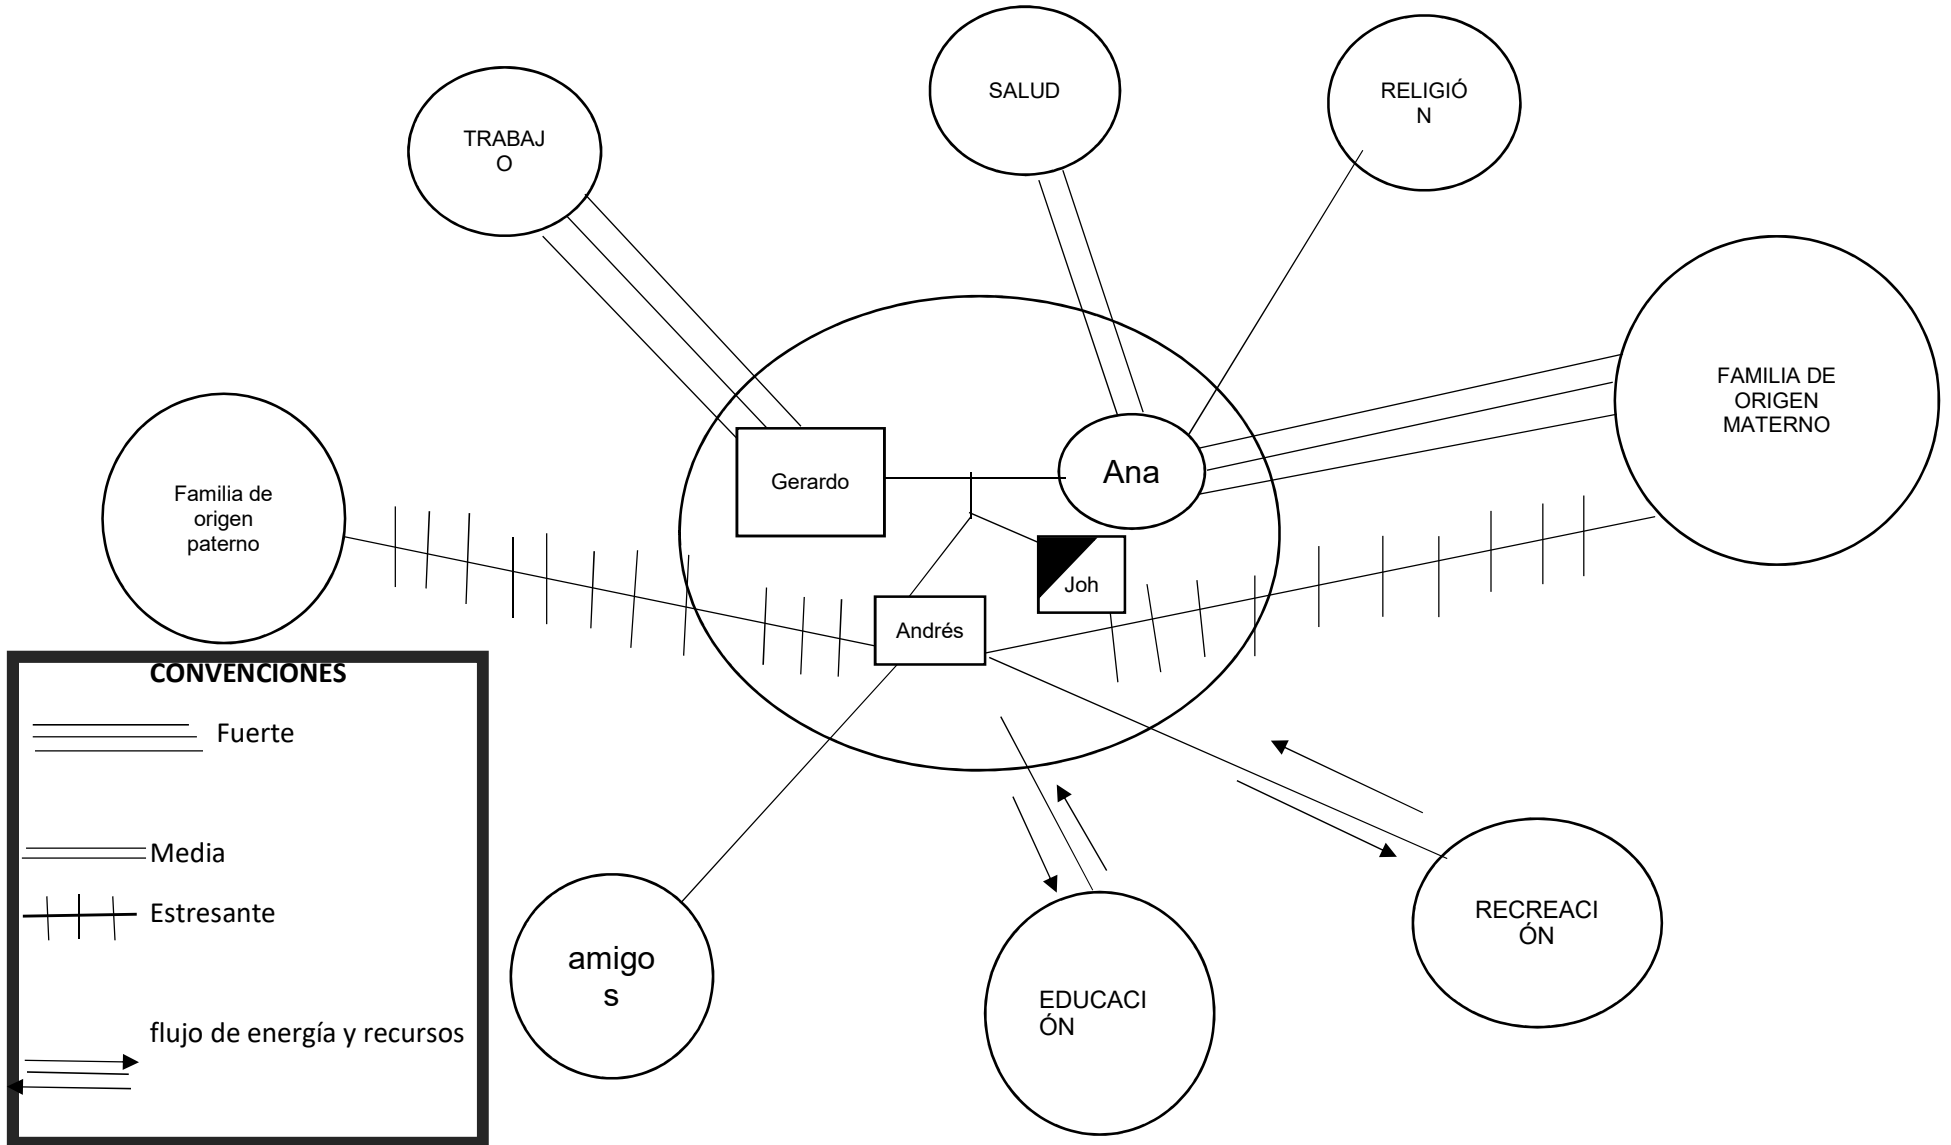 SALUD
RELIGIÓ
N
TRABAJ
O
FAMILIA DE
ORIGEN
MATERNO
Gerardo
Ana
Familia de
origen
paterno
Joh
Andrés
CONVENCIONES
Fuerte
Media
Estresante
flujo de energía y recursos
amigo
s
EDUCACI
ÓN
RECREACI
ÓN